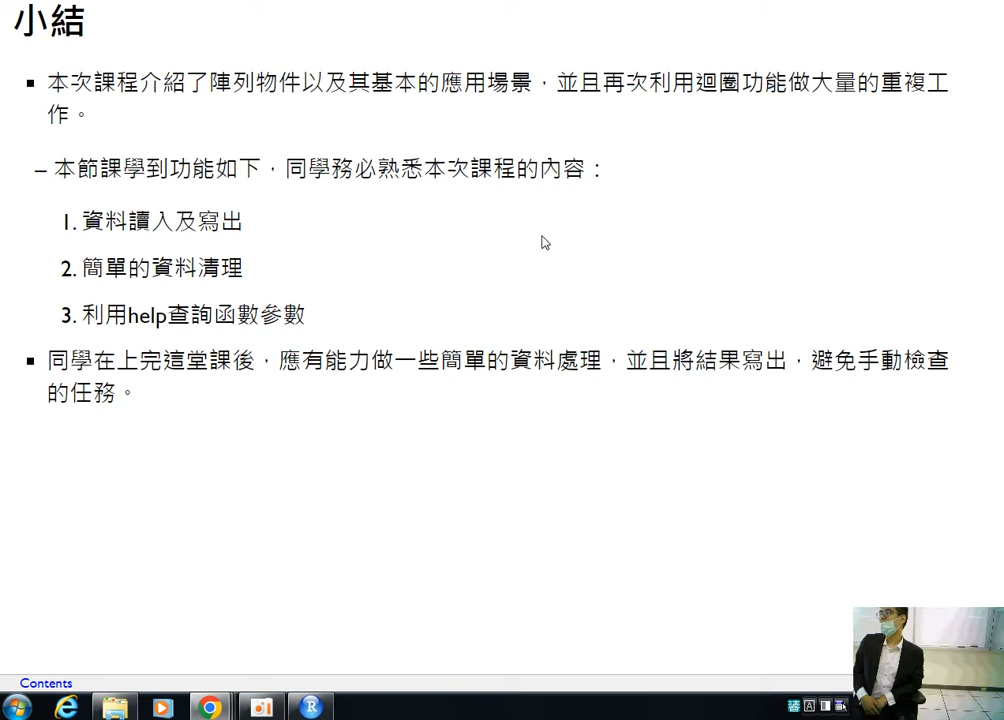 小結
本次課程介紹了陣列物件以及其基本的應用場景，並且再次利用迴圈功能做大量的重複工
作。
– 本節課學到功能如下，同學務必熟悉本次課程的內容：
1. 資料讀入及寫出
2. 簡單的資料清理
3. 利用help查詢函數參數
同學在上完這堂課後，應有能力做一些簡單的資料處理，並且將結果寫出，避免手動檢查
的任務。
Contents